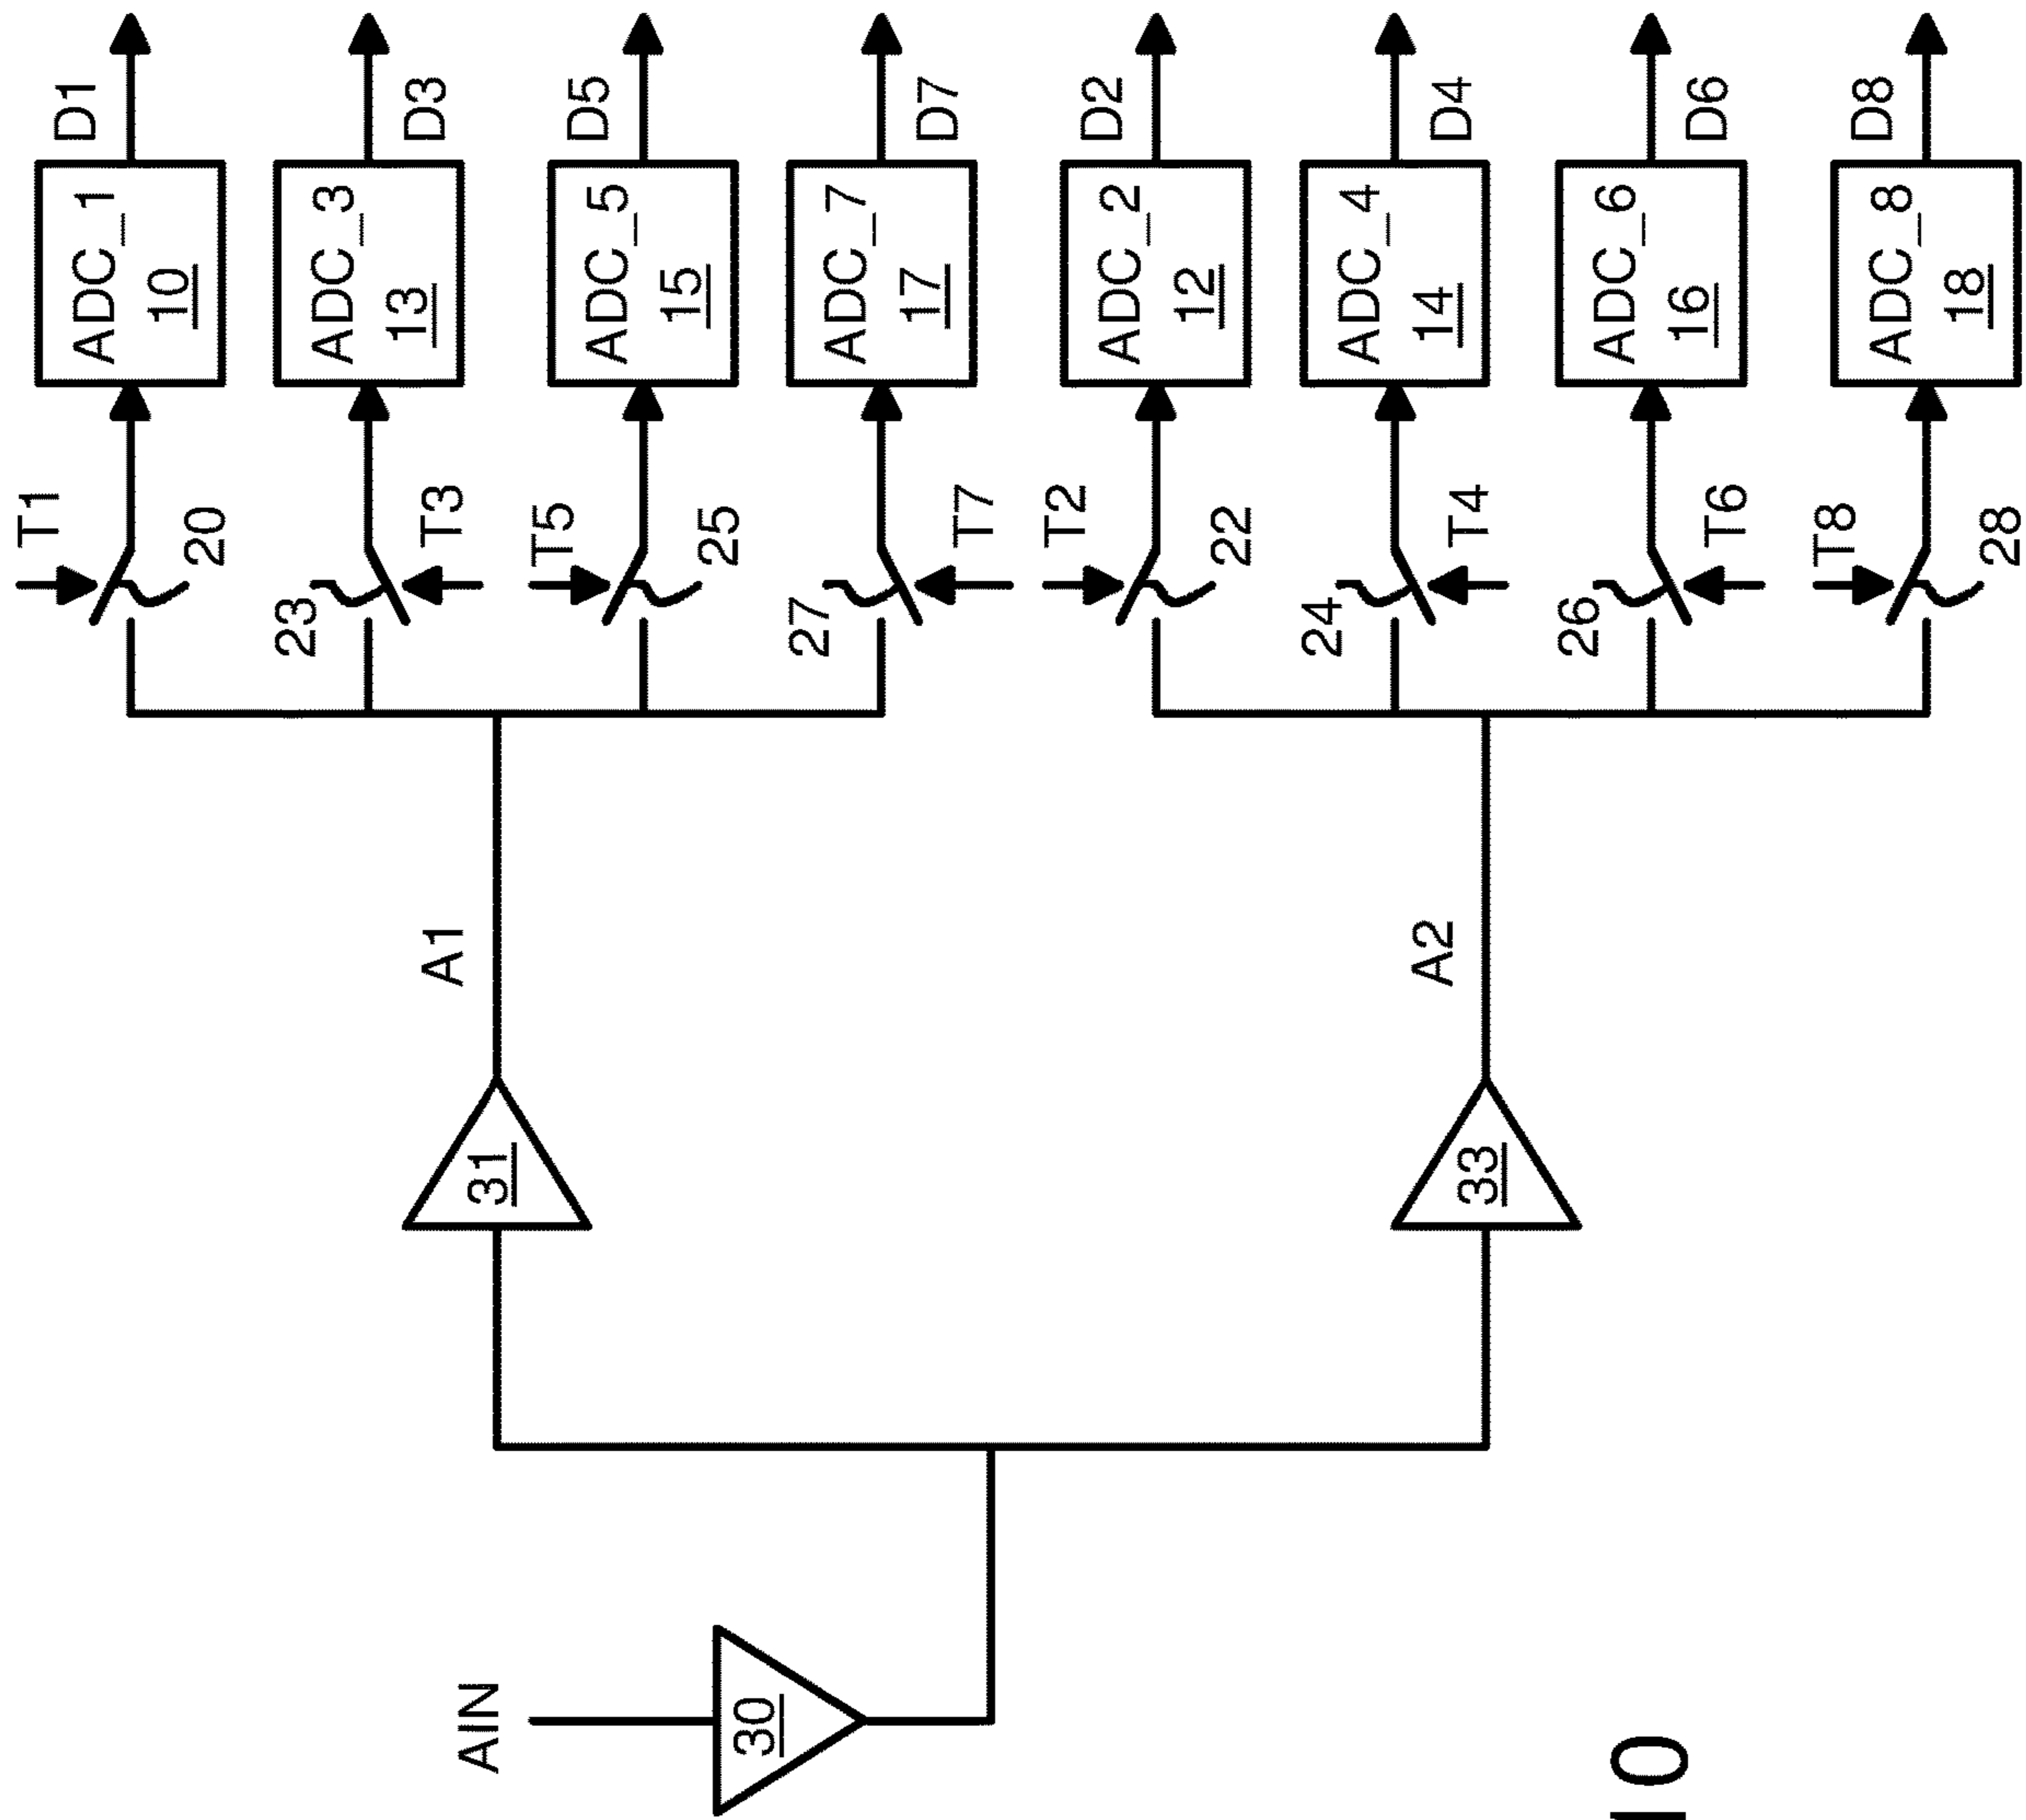 D1
D3
D5
D7
D2
D4
D6
D8
ADC_1
10
ADC_3
13
ADC_5
15
ADC_7
17
ADC_2
12
ADC_4
14
ADC_6
16
ADC_8
18
T1
20
23
T3
T5
25
27
T7
T2
22
24
T4
26
T6
T8
28
A1
A2
31
33
AIN
30
10